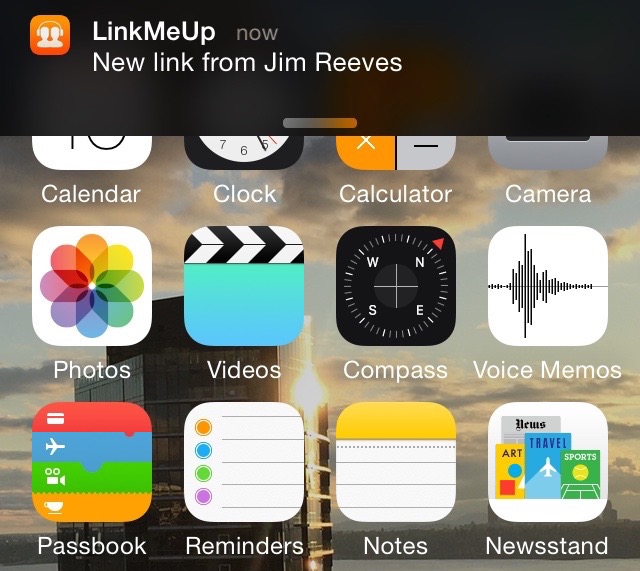 LinkMeUp now
New link from Jim Reeves
7 6 5
Calendar Clock Calculator Camera
W N
S E
Photos Videos Compass Voice Memos
News
ART TRAVEL SPORTS
Passbook Reminders Notes Newsstand